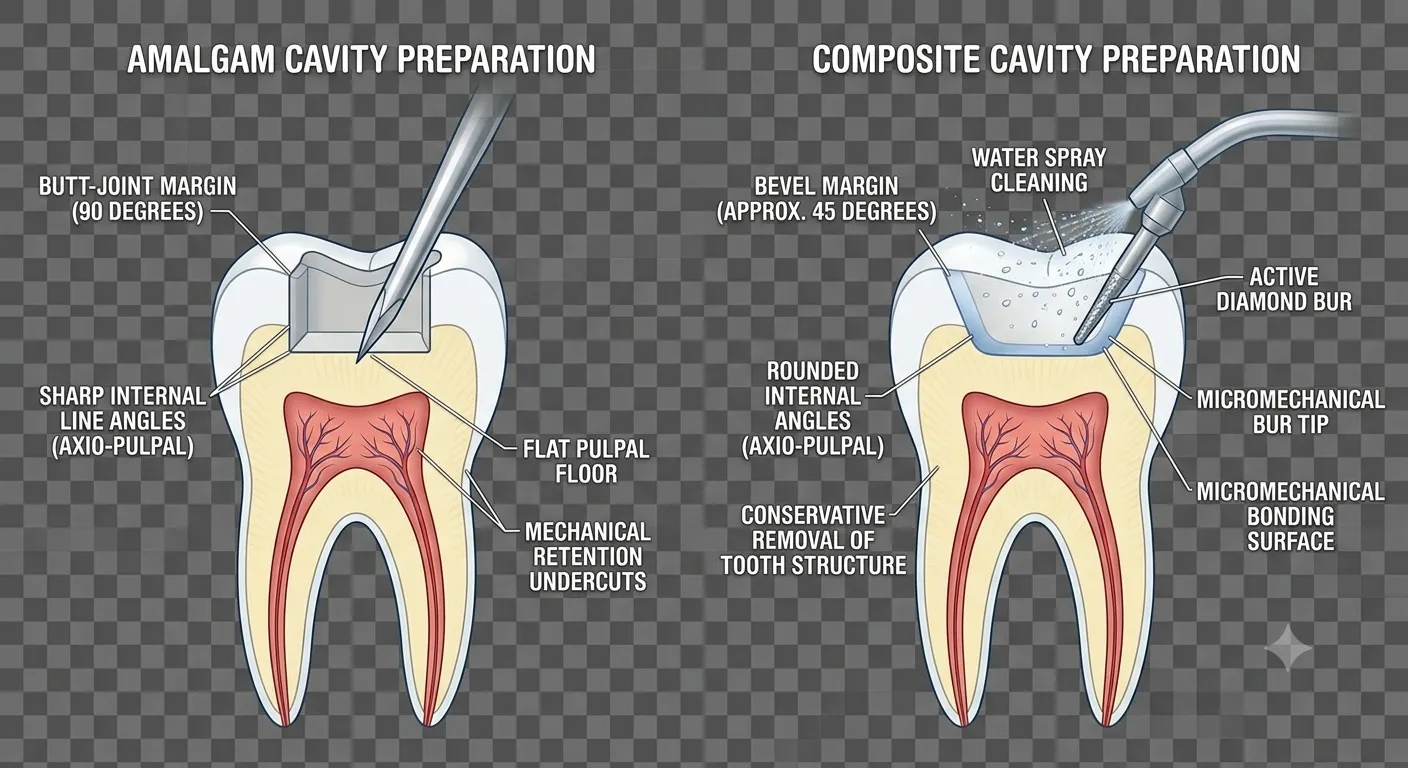 AMALGAM CAVITY PREPARATION
BUTT-JOINT MARGIN
(90 DEGREES)
SHARP INTERNAL
LINE ANGLES
(AXIO-PULPAL)
FLAT PULPAL
FLOOR
MECHANICAL
RETENTION
UNDERCUTS
COMPOSITE CAVITY PREPARATION
WATER SPRAY
CLEANING
BEVEL MARGIN
(APPROX. 45 DEGREES)
ACTIVE
DIAMOND BUR
ROUNDED
INTERNAL
ANGLES
(AXIO-PULPAL)
MICROMECHANICAL
BUR TIP
MICROMECHANICAL
BONDING
SURFACE
CONSERVATIVE
REMOVAL OF
TOOTH STRUCTURE